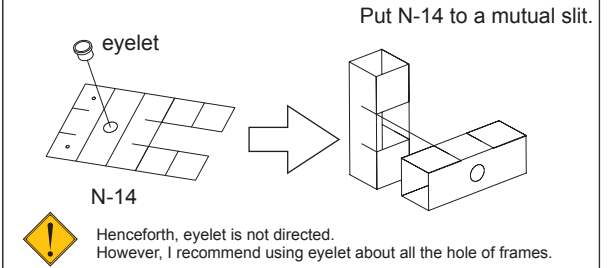 Put N-14 to a mutual slit.
eyelet
N-14
Henceforth, eyelet is not directed.
However, I recommend using eyelet about all the hole of frames.